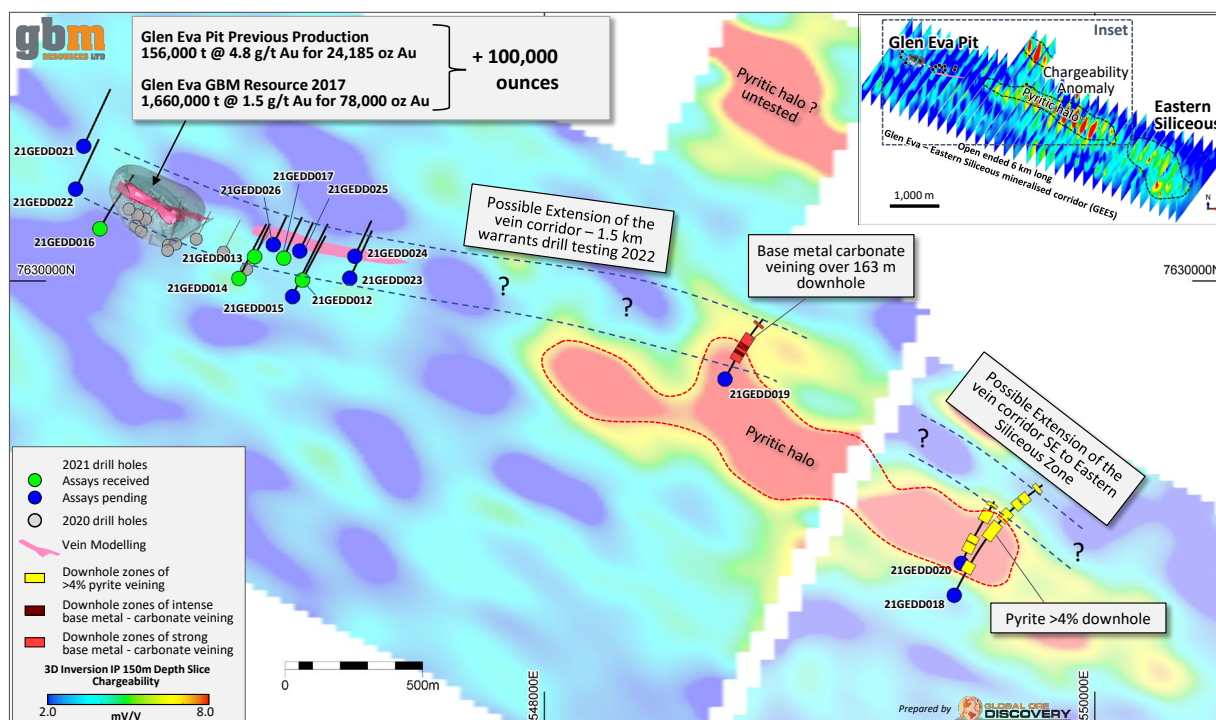 gbm
RESOURCES LTD
Glen Eva Pit Previous Production
156,000 t @ 4.8 g/t Au for 24,185 oz Au
Glen Eva GBM Resource 2017
1,660,000 t @ 1.5 g/t Au for 78,000 oz Au
+ 100,000
ounces
Pyritic halo ?
untested
Inset
Glen Eva Pit
Chargeability
Anomaly
Pyritic halo
Eastern
Siliceous
Open ended 6 km long
Glen Eva – Eastern Siliceous mineralised corridor (GEES)
1,000 m
N
21GEDD021
21GEDD022
21GEDD016
21GEDD017
21GEDD026
21GEDD025
21GEDD013
21GEDD014
21GEDD015
21GEDD012
21GEDD024
21GEDD023
7630000N
7630000N
Possible Extension of the
vein corridor – 1.5 km
warrants drill testing 2022
?
?
Base metal carbonate
veining over 163 m
downhole
21GEDD019
Pyritic halo
Possible Extension of the
vein corridor SE to Eastern
Siliceous Zone
?
?
21GEDD020
21GEDD018
Pyrite >4% downhole
2021 drill holes
Assays received
Assays pending
2020 drill holes
Vein Modelling
Downhole zones of
>4% pyrite veining
Downhole zones of intense
base metal - carbonate veining
Downhole zones of strong
base metal - carbonate veining
3D Inversion IP 150m Depth Slice
Chargeability
2.0
mV/V
8.0
0
500m
548000E
550000E
Prepared by
GLOBAL ORE
DISCOVERY